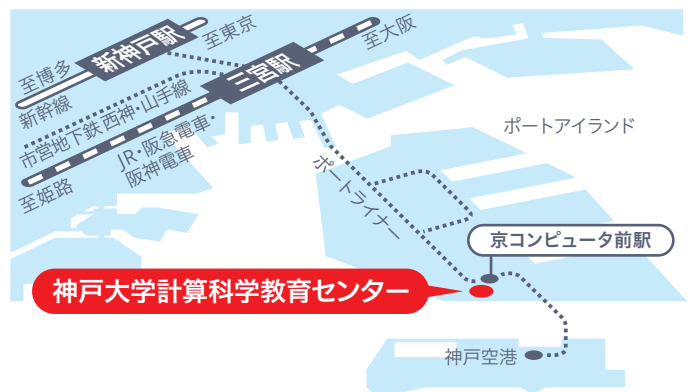 新神戸駅
至東京
至博多
新幹線
三宮駅
至大阪
市営地下鉄 西神・山手線
JR・阪急電車・
阪神電車
至姫路
ポートライナー
ポートアイランド
京コンピュータ前駅
神戸大学計算科学教育センター
神戸空港